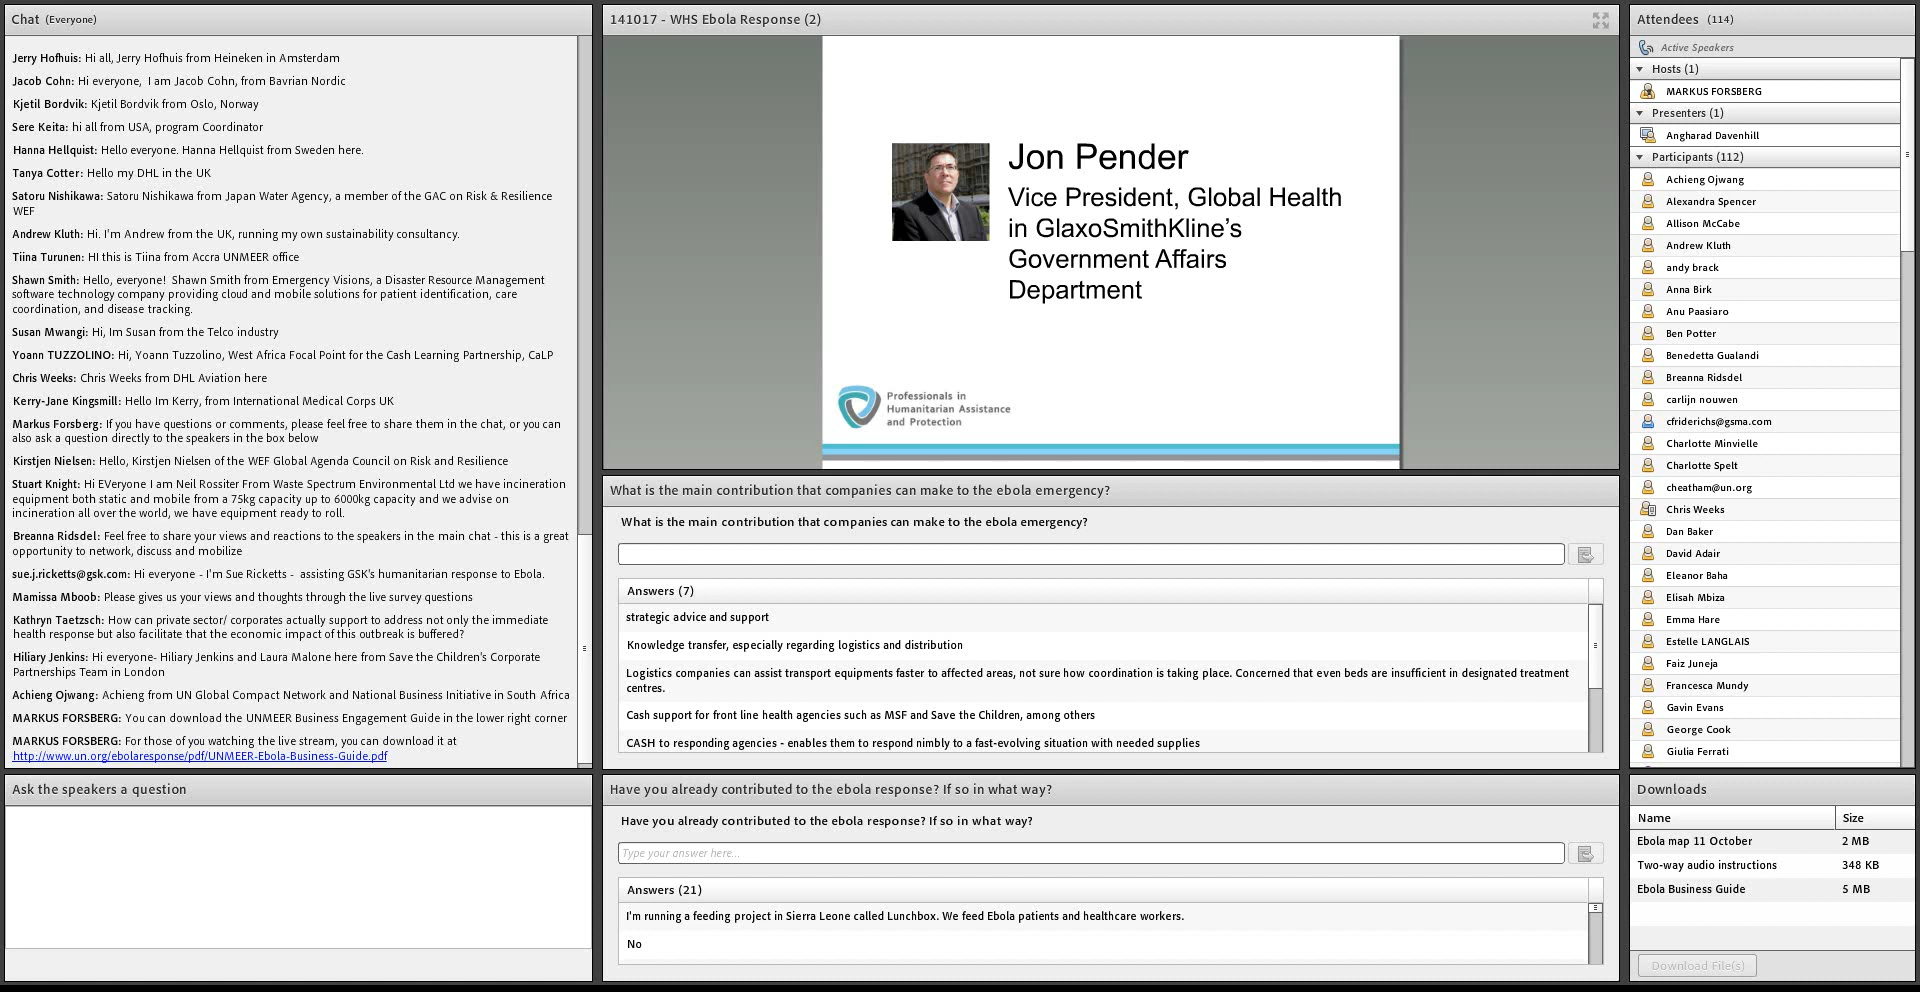 Chat (Everyone)
Jerry Hofhuis: Hi all, Jerry Hofhuis from Heineken in Amsterdam
Jacob Cohn: Hi everyone,  I am Jacob Cohn, from Bavrian Nordic
Kjetil Bordvik: Kjetil Bordvik from Oslo, Norway
Sere Keita: hi all from USA, program Coordinator
Hanna Hellquist: Hello everyone. Hanna Hellquist from Sweden here.
Tanya Cotter: Hello my DHL in the UK
Satoru Nishikawa: Satoru Nishikawa from Japan Water Agency, a member of the GAC on Risk & Resilience
WEF
Andrew Kluth: Hi. I'm Andrew from the UK, running my own sustainability consultancy.
Tiina Turunen: HI this is Tiina from Accra UNMEER office
Shawn Smith: Hello, everyone!  Shawn Smith from Emergency Visions, a Disaster Resource Management
software technology company providing cloud and mobile solutions for patient identification, care
coordination, and disease tracking.
Susan Mwangi: Hi, Im Susan from the Telco industry
Yoann TUZZOLINO: Hi, Yoann Tuzzolino, West Africa Focal Point for the Cash Learning Partnership, CaLP
Chris Weeks: Chris Weeks from DHL Aviation here
Kerry-Jane Kingsmill: Hello Im Kerry, from International Medical Corps UK
Markus Forsberg: If you have questions or comments, please feel free to share them in the chat, or you can
also ask a question directly to the speakers in the box below
Kirstjen Nielsen: Hello, Kirstjen Nielsen of the WEF Global Agenda Council on Risk and Resilience
Stuart Knight: Hi EVeryone I am Neil Rossiter From Waste Spectrum Environmental Ltd we have incineration
equipment both static and mobile from a 75kg capacity up to 6000kg capacity and we advise on
incineration all over the world, we have equipment ready to roll.
Breanna Ridsdel: Feel free to share your views and reactions to the speakers in the main chat - this is a great
opportunity to network, discuss and mobilize
sue.j.ricketts@gsk.com: Hi everyone - I'm Sue Ricketts -  assisting GSK's humanitarian response to Ebola.
Mamissa Mboob: Please gives us your views and thoughts through the live survey questions
Kathryn Taetzsch: How can private sector/ corporates actually support to address not only the immediate
health response but also facilitate that the economic impact of this outbreak is buffered?
Hiliary Jenkins: Hi everyone- Hiliary Jenkins and Laura Malone here from Save the Children's Corporate
Partnerships Team in London
Achieng Ojwang: Achieng from UN Global Compact Network and National Business Initiative in South Africa
MARKUS FORSBERG: You can download the UNMEER Business Engagement Guide in the lower right corner
MARKUS FORSBERG: For those of you watching the live stream, you can download it at
http://www.un.org/ebolaresponse/pdf/UNMEER-Ebola-Business-Guide.pdf
Ask the speakers a question
141017 - WHS Ebola Response (2)
Jon Pender
Vice President, Global Health
in GlaxoSmithKline’s
Government Affairs
Department
Professionals in
Humanitarian Assistance
and Protection
What is the main contribution that companies can make to the ebola emergency?
What is the main contribution that companies can make to the ebola emergency?
Answers (7)
strategic advice and support
Knowledge transfer, especially regarding logistics and distribution
Logistics companies can assist transport equipments faster to affected areas, not sure how coordination is taking place. Concerned that even beds are insufficient in designated treatment
centres.
Cash support for front line health agencies such as MSF and Save the Children, among others
CASH to responding agencies - enables them to respond nimbly to a fast-evolving situation with needed supplies
Have you already contributed to the ebola response? If so in what way?
Have you already contributed to the ebola response? If so in what way?
Type your answer here...
Answers (21)
I'm running a feeding project in Sierra Leone called Lunchbox. We feed Ebola patients and healthcare workers.
No
Attendees (114)
Active Speakers
Hosts (1)
MARKUS FORSBERG
Presenters (1)
Angharad Davenhill
Participants (112)
Achieng Ojwang
Alexandra Spencer
Allison McCabe
Andrew Kluth
andy brack
Anna Birk
Anu Paasiaro
Ben Potter
Benedetta Gualandi
Breanna Ridsdel
carlijn nouwen
cfriderichs@gsma.com
Charlotte Minvielle
Charlotte Spelt
cheatham@un.org
Chris Weeks
Dan Baker
David Adair
Eleanor Baha
Elisah Mbiza
Emma Hare
Estelle LANGLAIS
Faiz Juneja
Francesca Mundy
Gavin Evans
George Cook
Giulia Ferrati
Downloads
Name Size
Ebola map 11 October 2 MB
Two-way audio instructions 348 KB
Ebola Business Guide 5 MB
Download File(s)